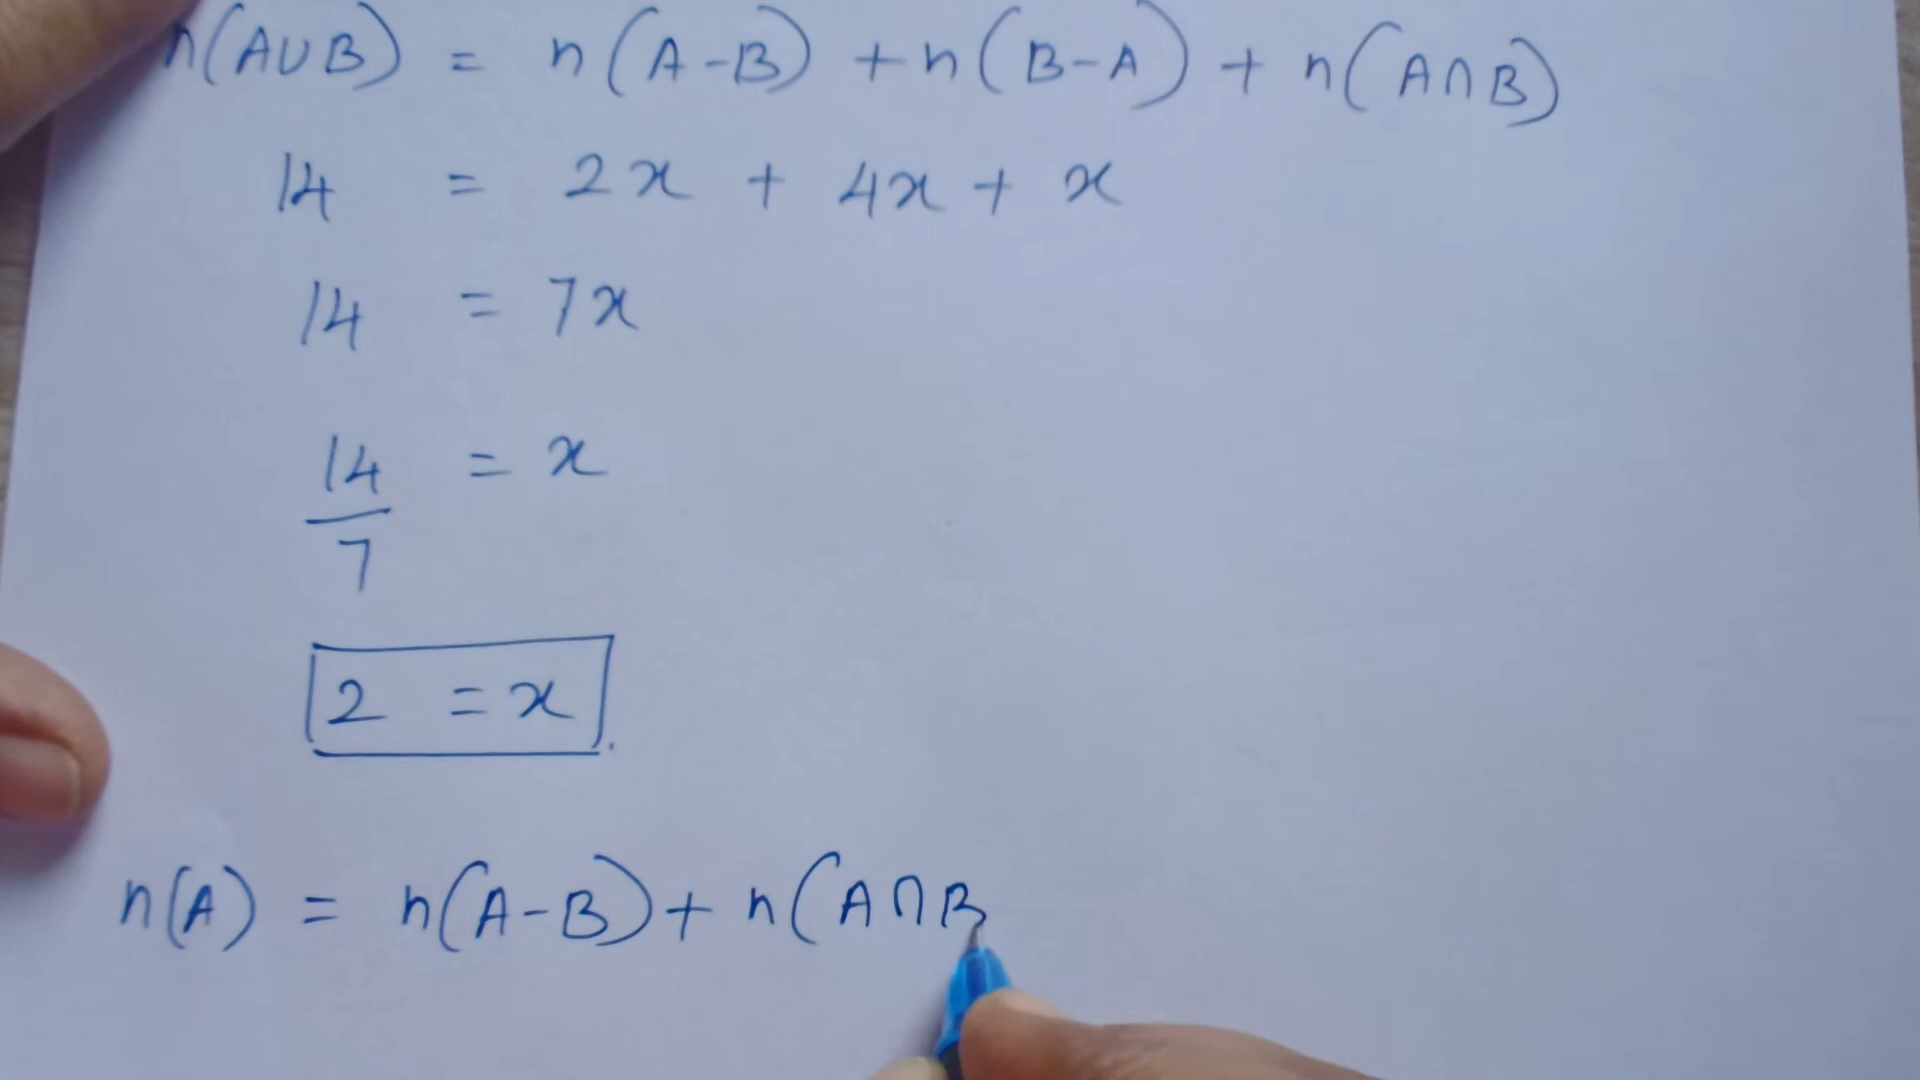 n(A∪B) = n(A-B) + n(B-A) + n(A∩B)
14 = 2x + 4x + x
14 = 7x
14/7 = x
2 = x
n(A) = n(A-B) + n(A∩B